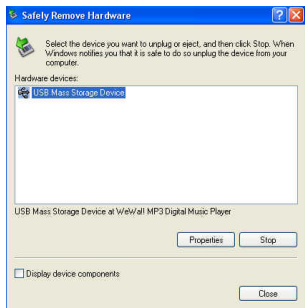 Safely Remove Hardware
Select the device you want to unplug or eject, and then click Stop. When
Windows notifies you that it is safe to do so unplug the device from your
computer.
Hardware devices:
USB Mass Storage Device
USB Mass Storage Device at WeWa!! MP3 Digital Music Player
Properties
Stop
Display device components
Close